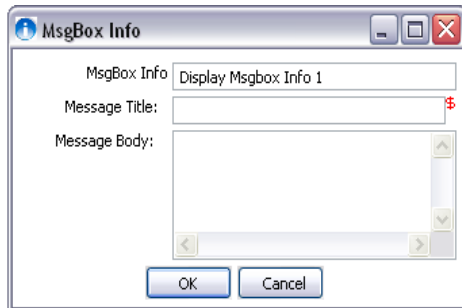 MsgBox Info
MsgBox Info Display Msgbox Info 1
Message Title: $
Message Body:
OK Cancel